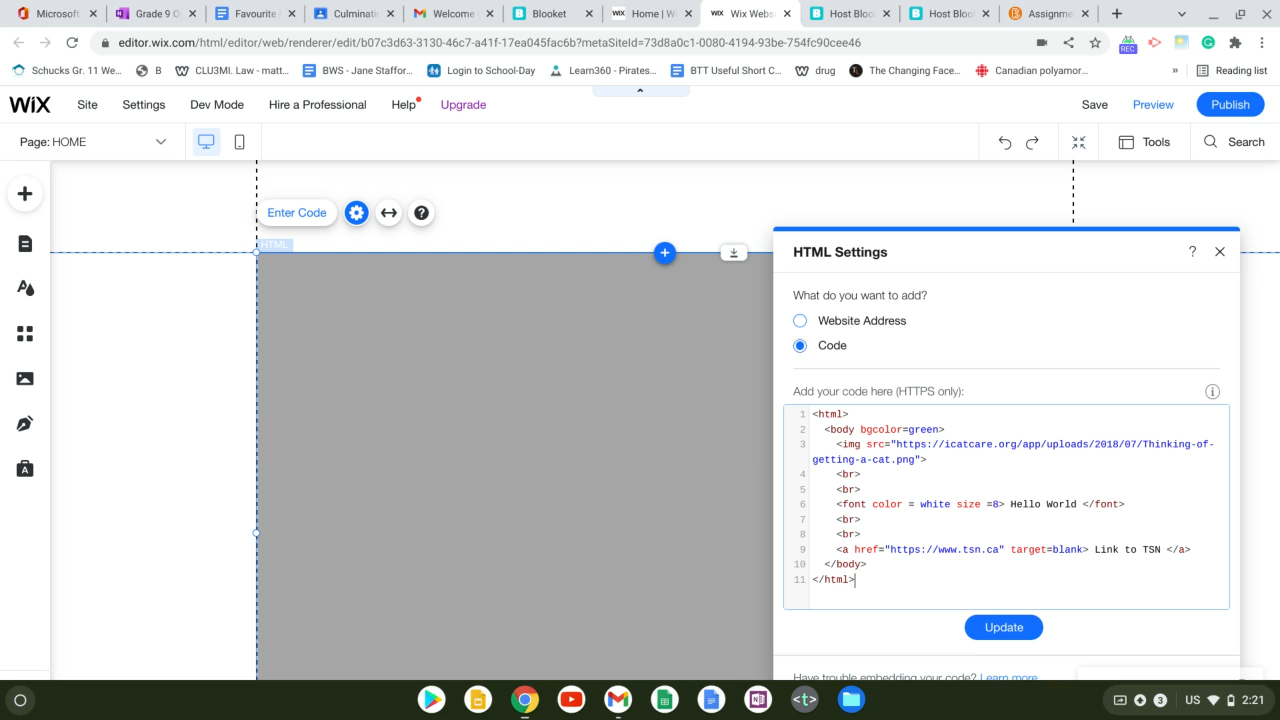 Microsoft
Grade 9 O
Favourite
Culminati
Welcome
Blooket
Home | W
Wix Webs
Host Bloo
Host Bloo
Assignme
editor.wix.com/html/editor/web/renderer/edit/b07c3d63-3130-46c7-a41f-17ea045fac6b?metaSiteId=73d8a0c1-0080-4194-93be-754fc90cee46
REC
Schucks Gr. 11 We...
B
CLU3MI. Law - matt...
BWS - Jane Staffor...
Login to School-Day
Learn360 - Pirates...
BTT Useful Short C...
drug
The Changing Face...
Canadian polyamor...
»
Reading list
WiX
Site
Settings
Dev Mode
Hire a Professional
Help
Upgrade
Save
Preview
Publish
Page: HOME
Tools
Search
Enter Code
HTML
HTML Settings
?
What do you want to add?
Website Address
Code
Add your code here (HTTPS only):
1 <html>
2 <body bgcolor=green>
3 <img src="https://icatcare.org/app/uploads/2018/07/Thinking-of-
getting-a-cat.png">
4 <br>
5 <br>
6 <font color = white size =8> Hello World </font>
7 <br>
8 <br>
9 <a href="https://www.tsn.ca" target=blank> Link to TSN </a>
10 </body>
11 </html>
Update
Have trouble embedding your code? Learn more
<t>
3
US
2:21